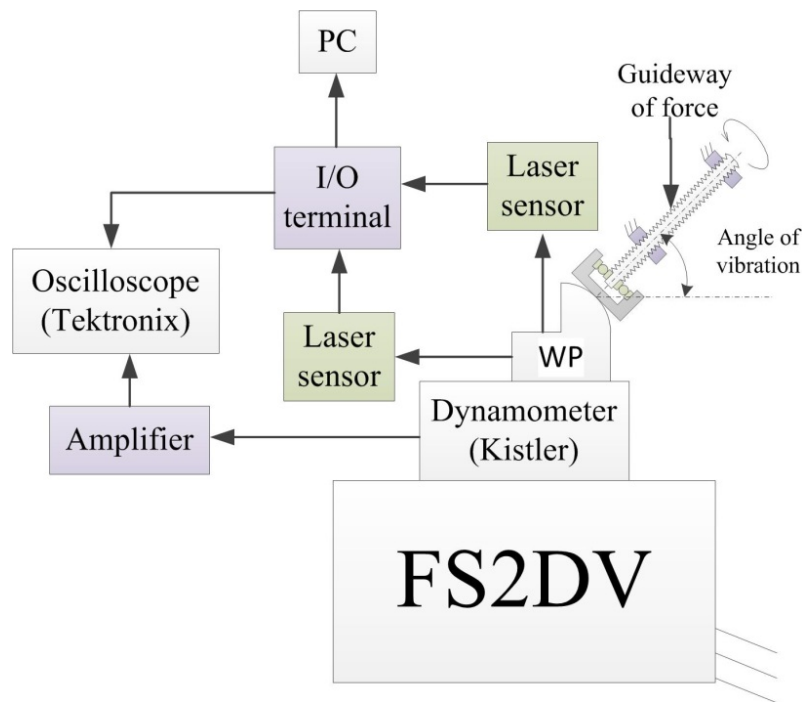 PC
Guideway
of force
I/O
terminal
Laser
sensor
Angle of
vibration
Oscilloscope
(Tektronix)
Laser
sensor
WP
Amplifier
Dynamometer
(Kistler)
FS2DV